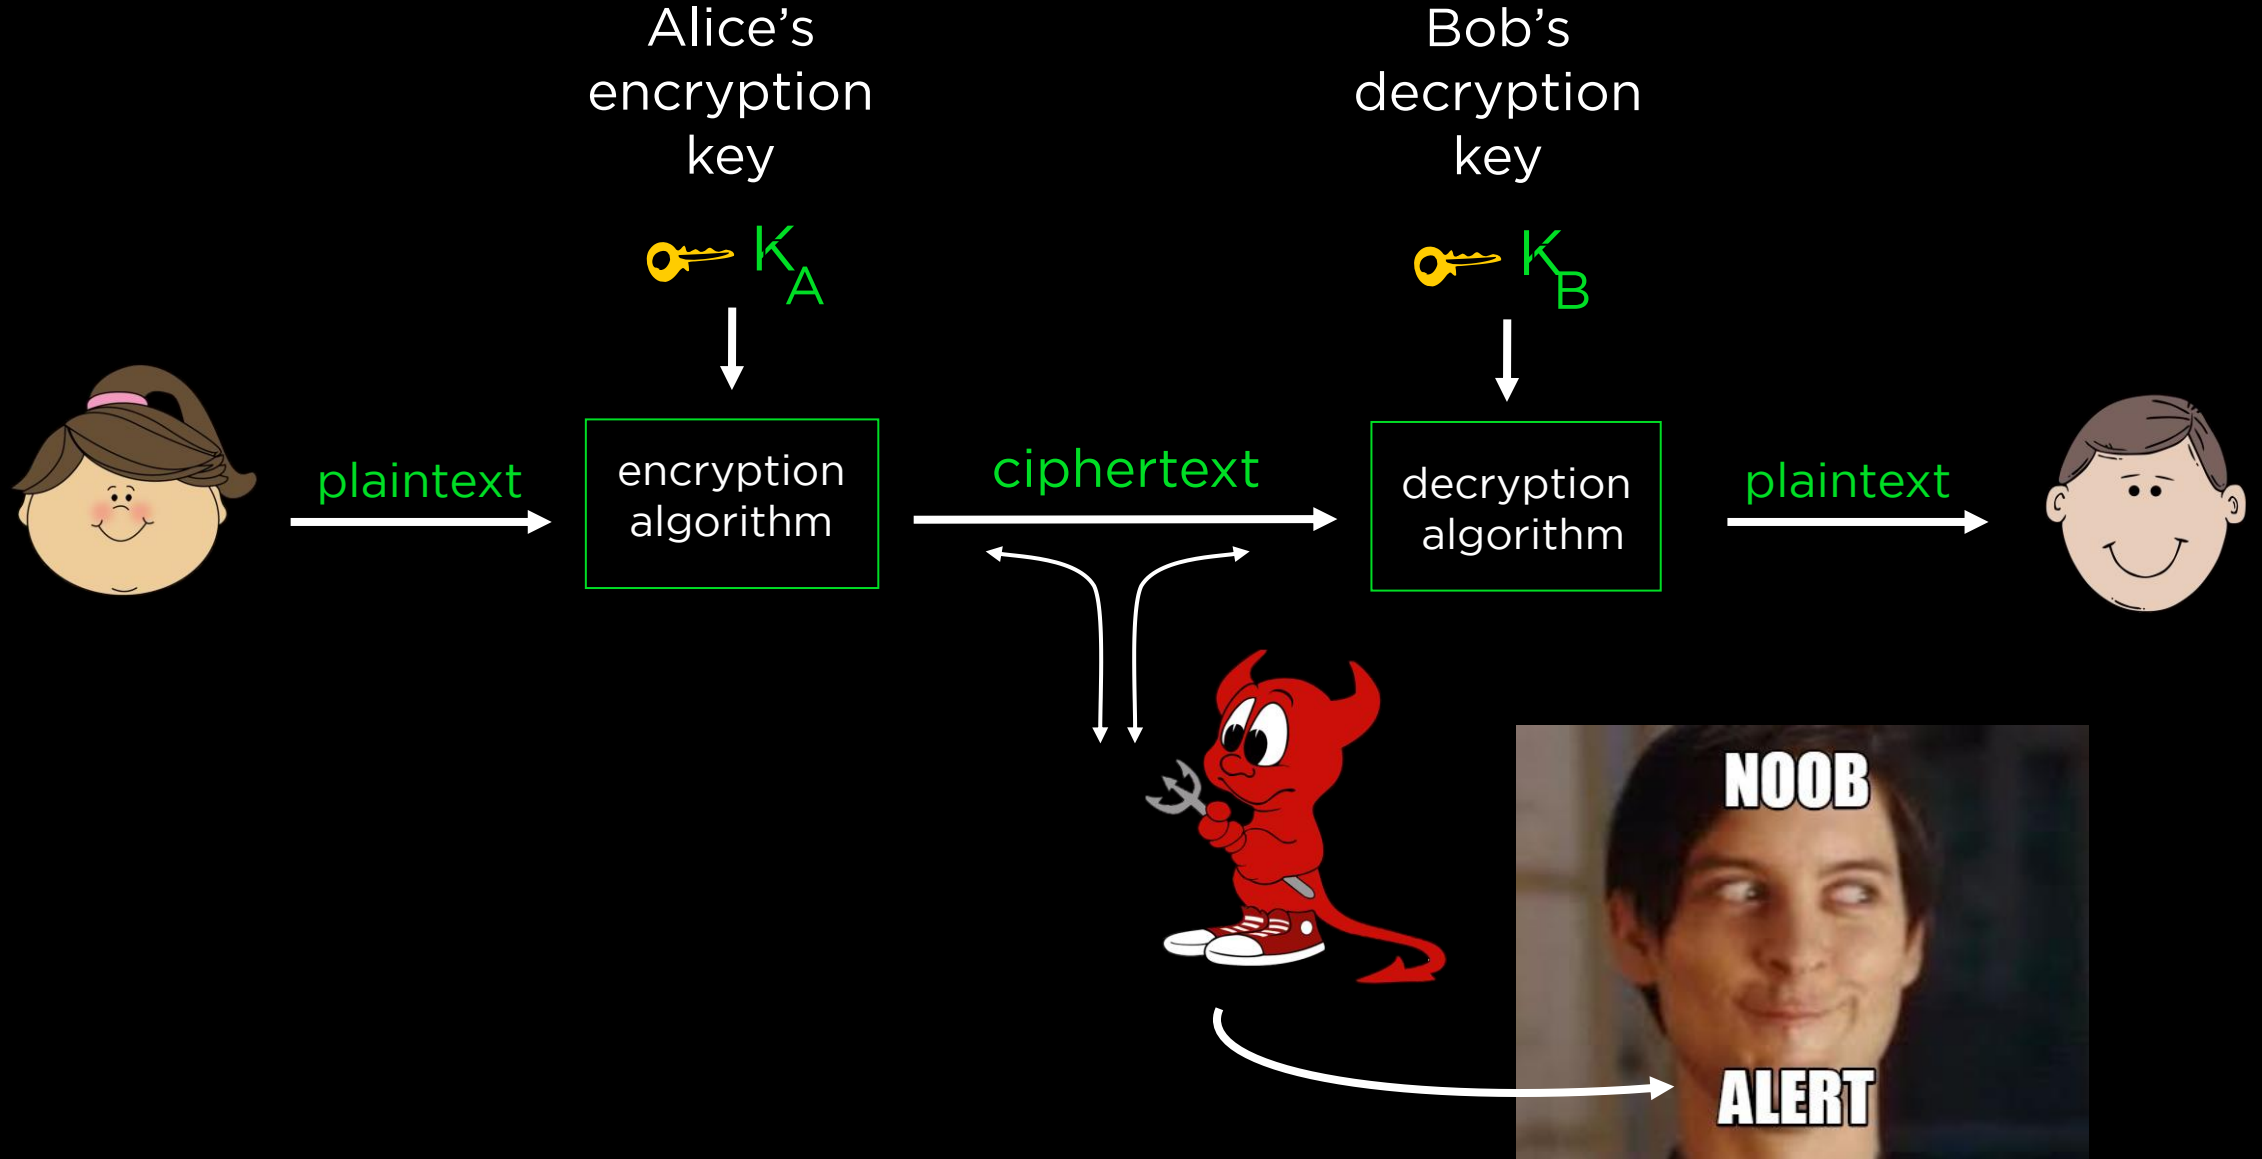 Alice’s
encryption
key
Bob’s
decryption
key
K
A
K
B
plaintext
encryption
algorithm
ciphertext
decryption
algorithm
plaintext
NOOB
ALERT